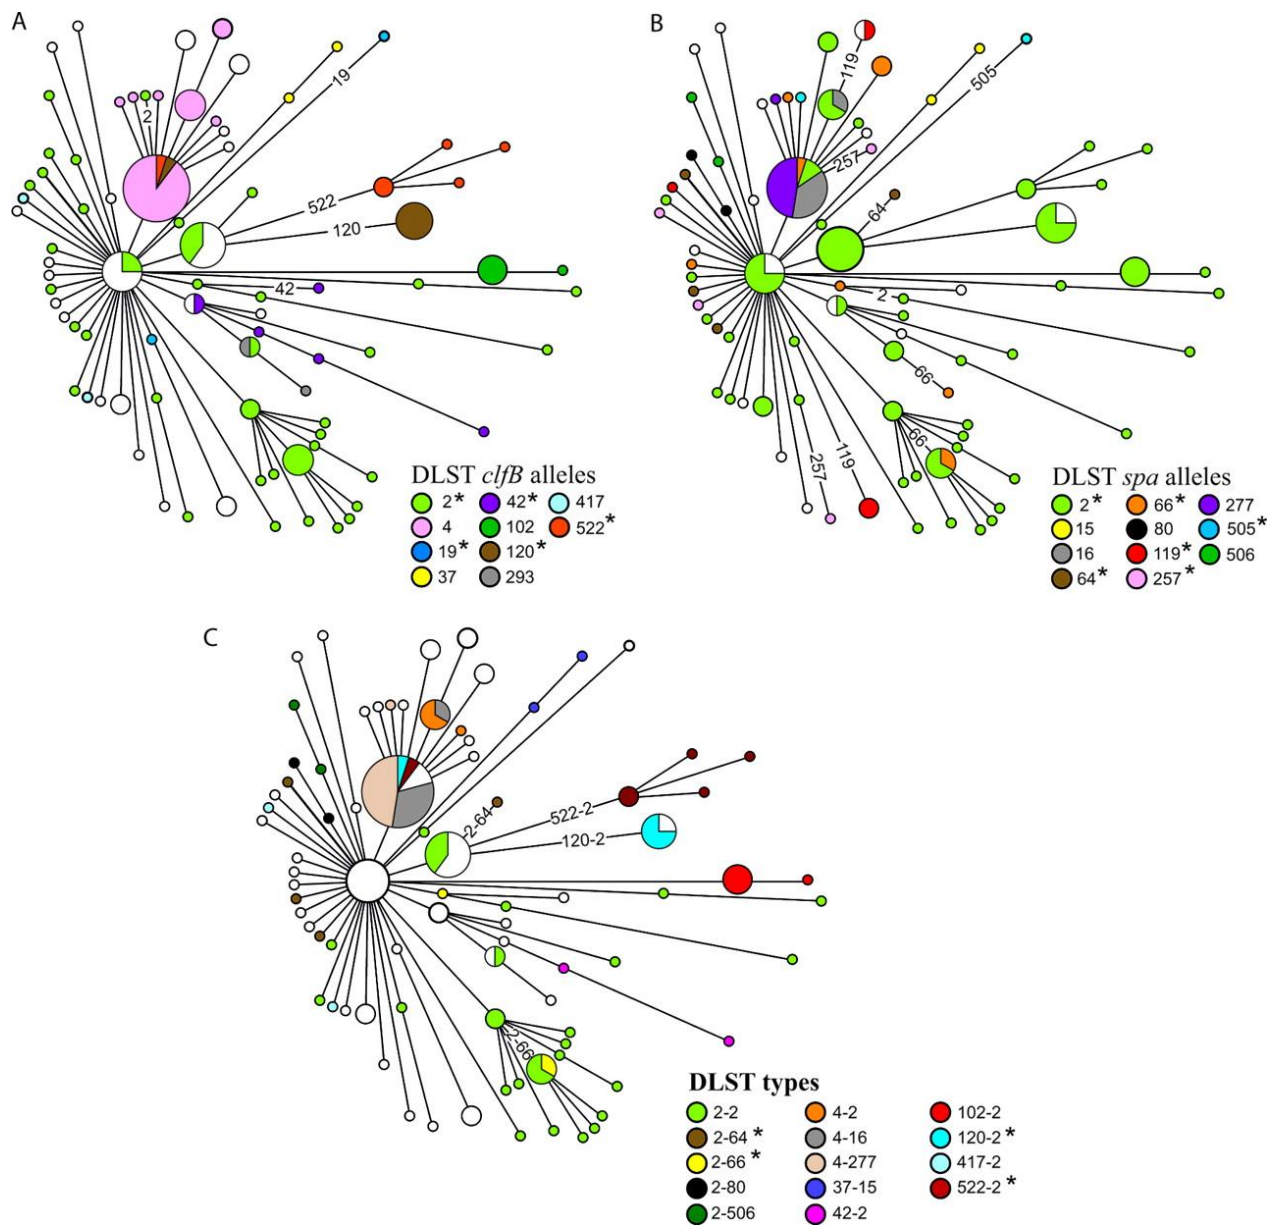 A
B
2
19
522
120
42
119
505
257
64
2
66
66
119
257
DLST clfB alleles
2* 42* 417
4 102 522*
19* 120*
37 293
DLST spa alleles
2* 66* 277
15 80 505*
16 119* 506
64* 257*
C
2-64
522-2
120-2
2-66
DLST types
2-2 4-2 102-2
2-64* 4-16 120-2*
2-66* 4-277 417-2
2-80 37-15 522-2*
2-506 42-2